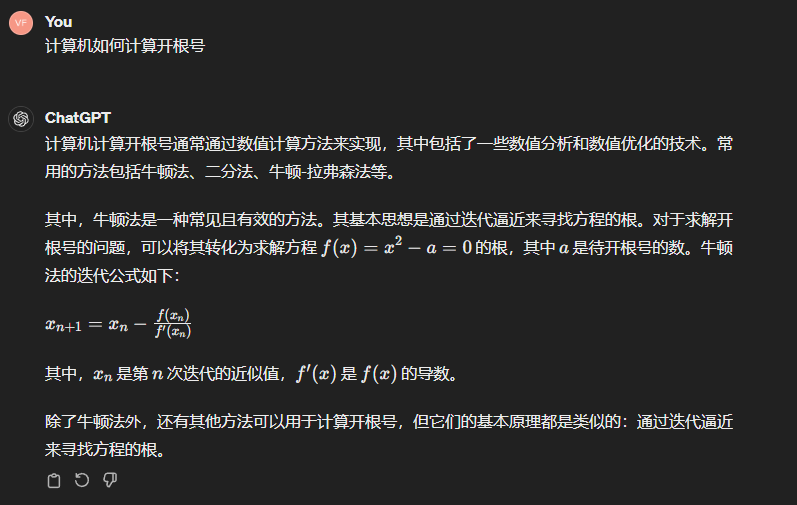 VF
You
计算机如何计算开根号
ChatGPT
计算机计算开根号通常通过数值计算方法来实现，其中包括了一些数值分析和数值优化的技术。常
用的方法包括牛顿法、二分法、牛顿-拉弗森法等。
其中，牛顿法是一种常见且有效的方法。其基本思想是通过迭代逼近来寻找方程的根。对于求解开
根号的问题，可以将其转化为求解方程 f(x) = x² − a = 0 的根，其中 a 是待开根号的数。牛顿
法的迭代公式如下：
xₙ₊₁ = xₙ − f(xₙ)/f′(xₙ)
其中，xₙ 是第 n 次迭代的近似值，f′(x) 是 f(x) 的导数。
除了牛顿法外，还有其他方法可以用于计算开根号，但它们的基本原理都是类似的：通过迭代逼近
来寻找方程的根。